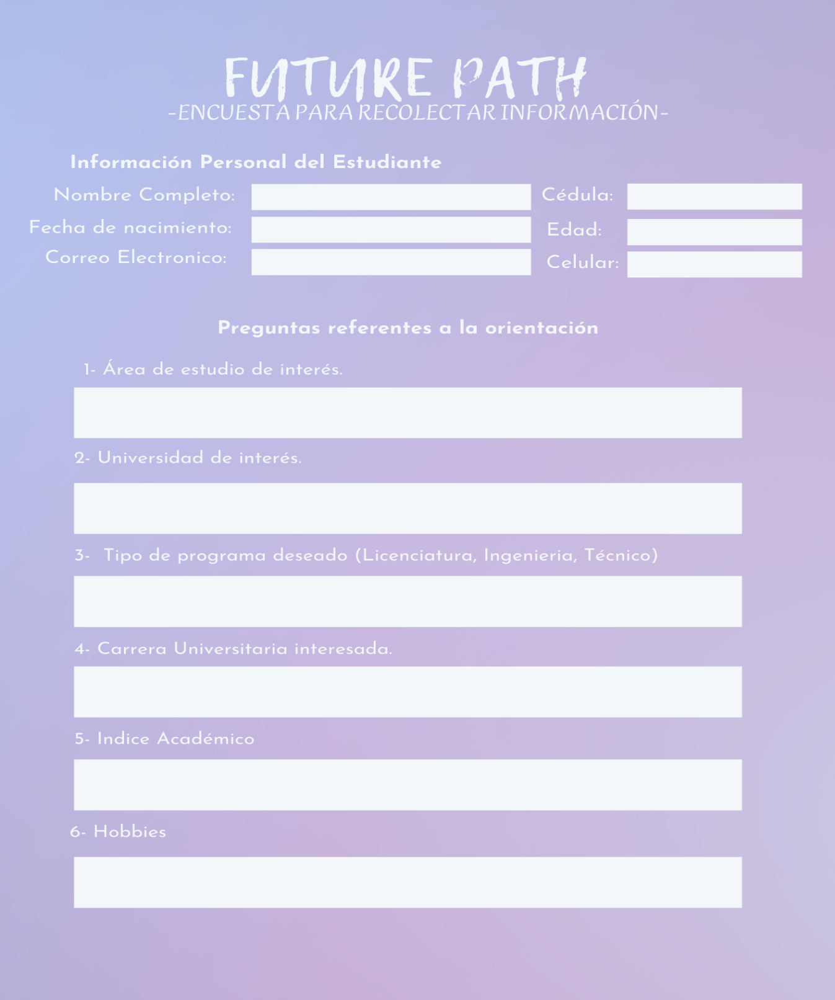 FUTURE PATH
-ENCUESTA PARA RECOLECTAR INFORMACIÓN-
Información Personal del Estudiante
Nombre Completo: Cédula:
Fecha de nacimiento: Edad:
Correo Electronico: Celular:
Preguntas referentes a la orientación
1- Área de estudio de interés.
2- Universidad de interés.
3- Tipo de programa deseado (Licenciatura, Ingenieria, Técnico)
4- Carrera Universitaria interesada.
5- Indice Académico
6- Hobbies